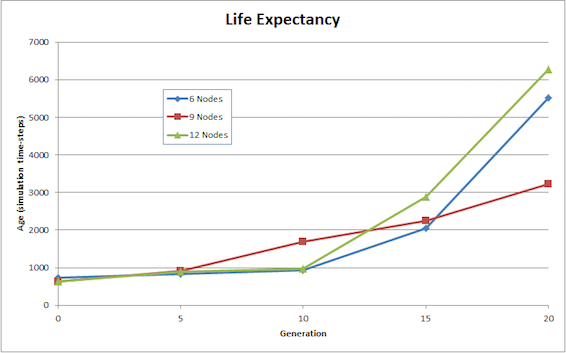 Life Expectancy
7000
6000
5000
4000
3000
2000
1000
0
Age (simulation time-steps)
6 Nodes
9 Nodes
12 Nodes
0 5 10 15 20
Generation